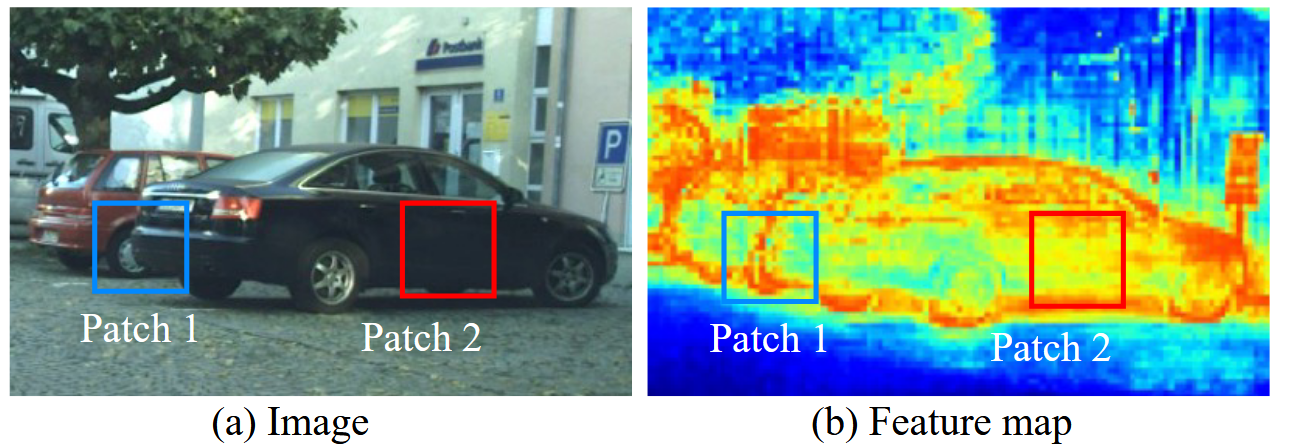 Postbank
P
Patch 1
Patch 2
Patch 1
Patch 2
(a) Image
(b) Feature map